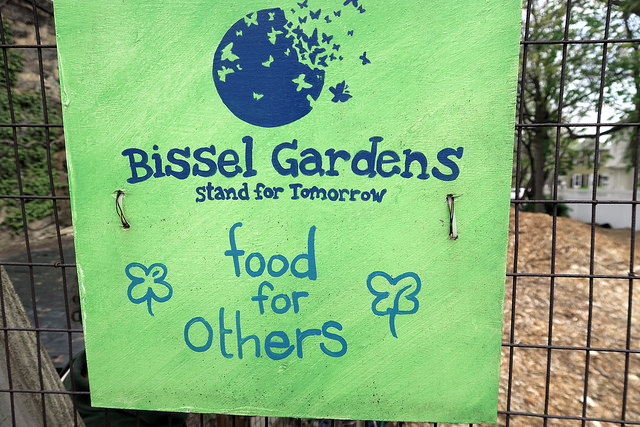 Bissel Gardens
Stand for Tomorrow
food
for
Others